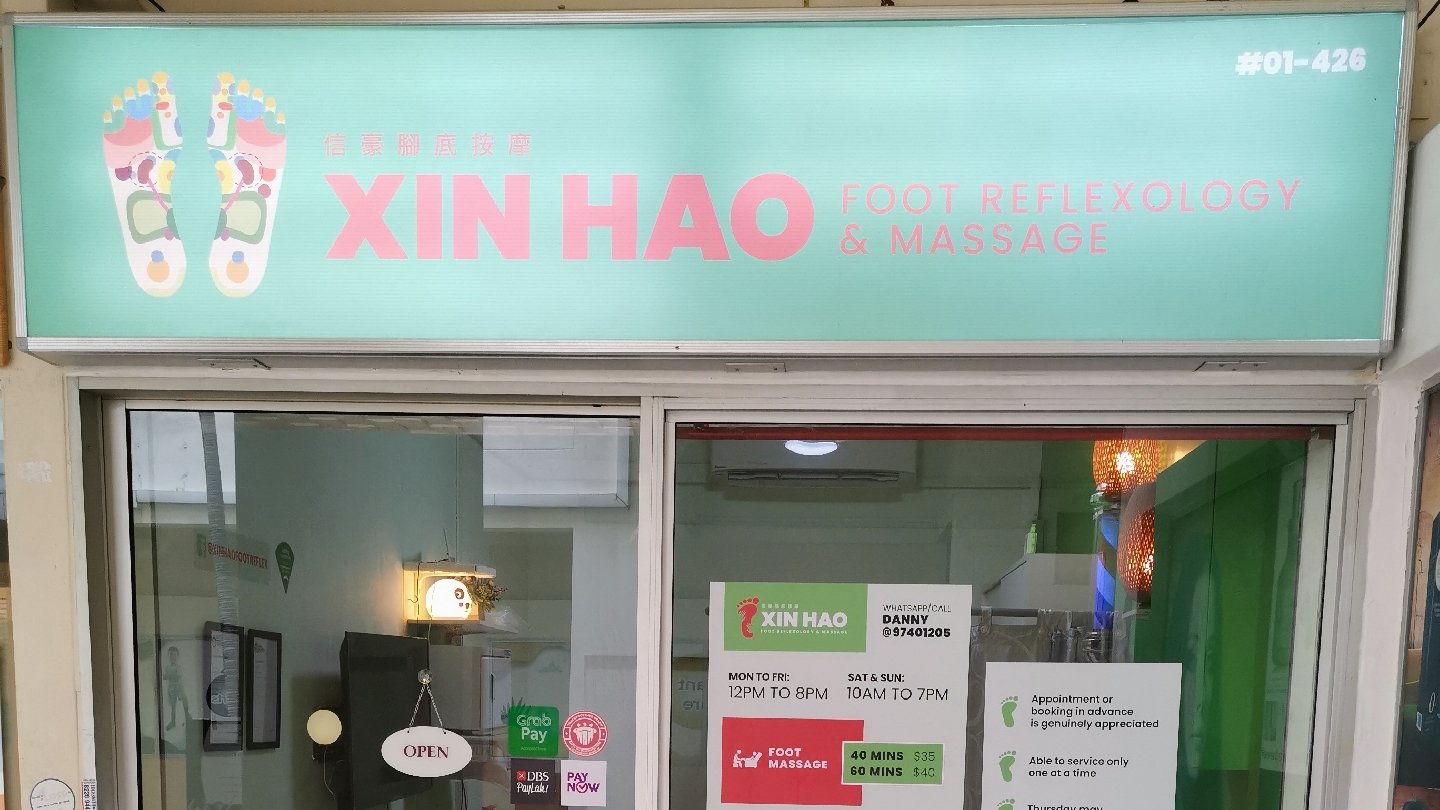 #01-426
信豪腳底按摩
XIN HAO
FOOT REFLEXOLOGY
& MASSAGE
@XINHAOFOOTREFLEX
OPEN
Grab
Pay
DBS
PayLah!
PAY
NOW
XIN HAO
FOOT REFLEXOLOGY & MASSAGE
WHATSAPP/CALL
DANNY
@97401205
MON TO FRI:
12PM TO 8PM
SAT & SUN:
10AM TO 7PM
FOOT
MASSAGE
40 MINS $35
60 MINS $40
Appointment or
booking in advance
is genuinely appreciated
Able to service only
one at a time
Thursday may